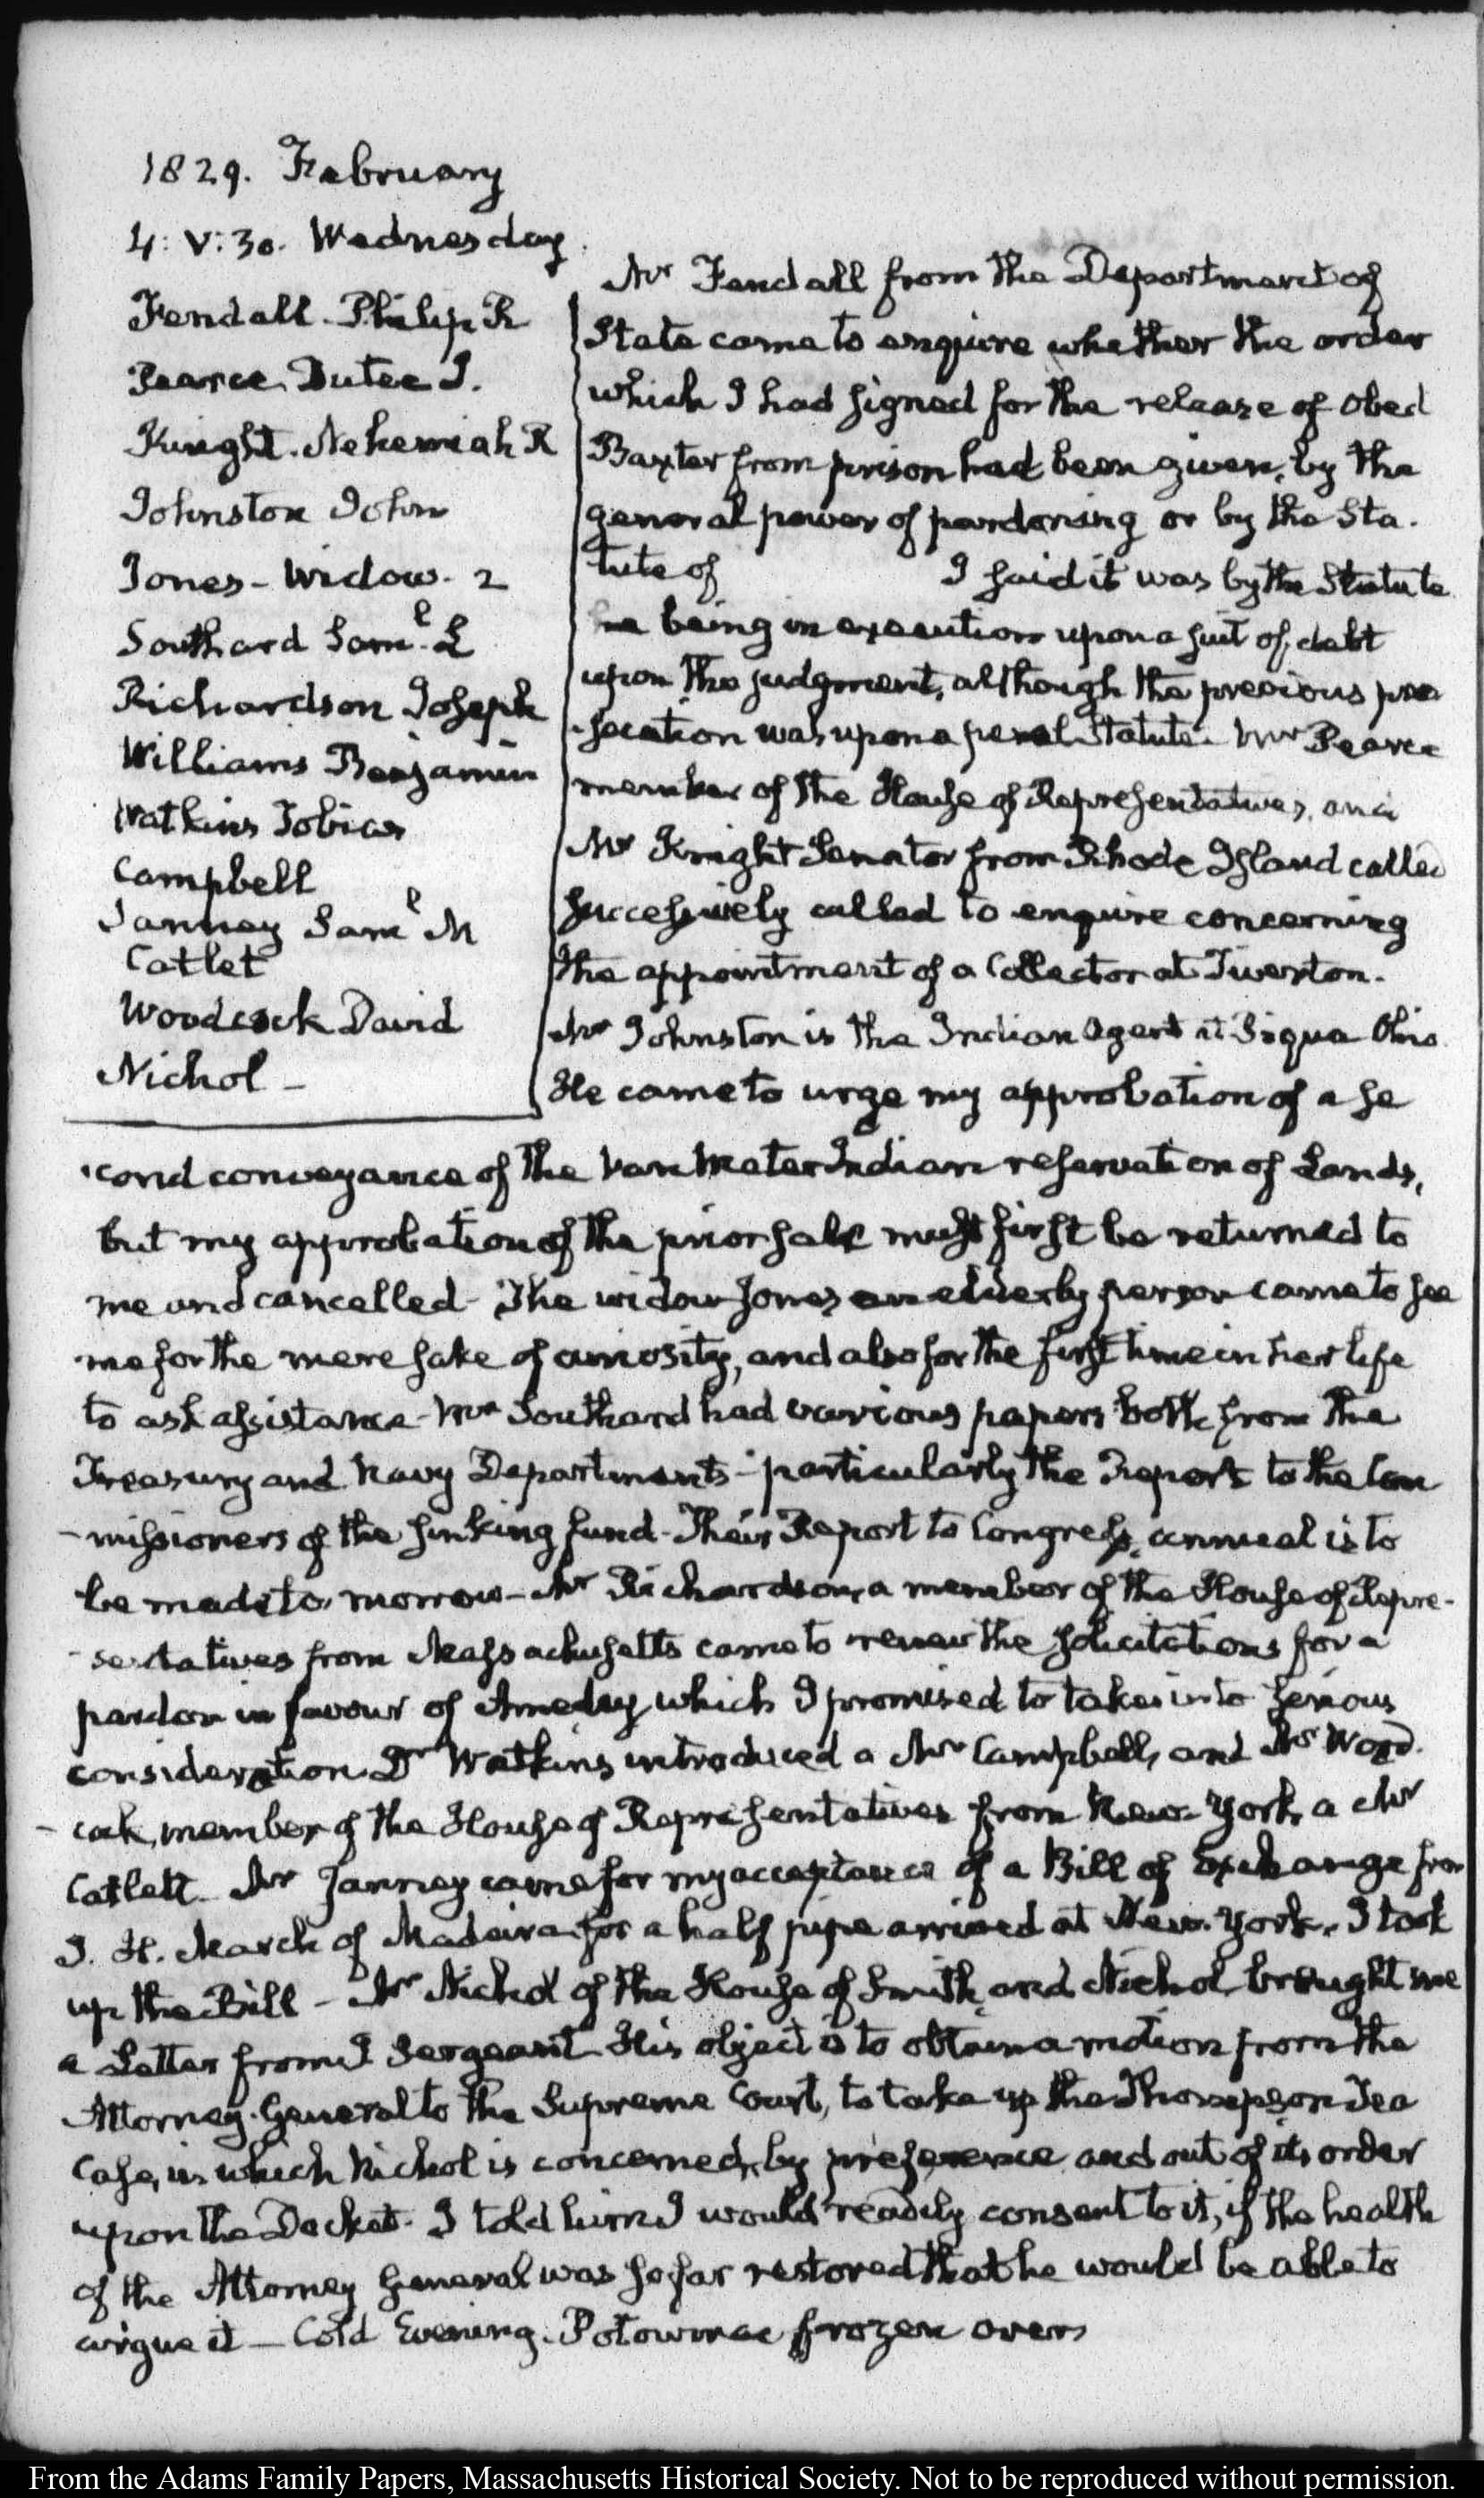 1829. February
4: V: 30. Wednesday.
Fendall. Philip R
Pearce. Dutee J.
Knight. Nehemiah R
Johnston John
Jones - Widow. 2
Southard Saml. L
Richardson Joseph
Williams Benjamin
Watkins Tobias
Campbell
Janney Saml M
Catlet
Woodcock David
Nichol -
Mr Fendall from the Department of
State came to enquire whether the order
which I had signed for the release of Obed
Baxter from prison had been given, by the
general power of pardoning or by the Sta.
tute of I said it was by the Statute
he being in execution upon a suit of debt
upon the judgment, although the previous pro
-secution was upon a penal Statute. Mr Pearce
member of the House of Representatives, and
Mr Knight Senator from Rhode Island called
successively called to enquire concerning
the appointment of a Collector at Tiverton.
Mr Johnston is the Indian Agent at Piqua Ohio.
He came to urge my approbation of a se
-cond conveyance of the Van Meter Indian reservation of Lands,
but my approbation of the prior sale must first be returned to
me and cancelled - The widow Jones an elderly person came to see
me for the mere sake of curiosity, and also for the first time in her life
to ask assistance - Mr Southard had various papers both from the
Treasury and Navy Departments - particularly the Report to the Com
-missioners of the sinking fund - Their Report to Congress, annual is to
be made to morrow - Mr Richardson, a member of the House of Repre-
-sentatives from Massachusetts came to renew the solicitations for a
pardon in favour of Amedey which I promised to take into serious
consideration. Dr Watkins introduced a Mr Campbell, and Mr Wood.
-cock, member of the House of Representatives from New-York, a Mr
Catlett - Mr Janney came for my acceptance of a Bill of Exchange from
J. H. March of Madeira for a half pipe arrived at New-York. I took
up the Bill - Mr Nichol of the House of Smith and Nichol brought me
a Letter from J Sergeant. His object is to obtain a motion from the
Attorney-General to the Supreme Court, to take up the Thompson Tea
Case, in which Nichol is concerned, by preference and out of its order
upon the Docket. I told him I would readily consent to it, if the health
of the Attorney General was so far restored that he would be able to
argue it - Cold Evening. Potowmac frozen over.
From the Adams Family Papers, Massachusetts Historical Society. Not to be reproduced without permission.